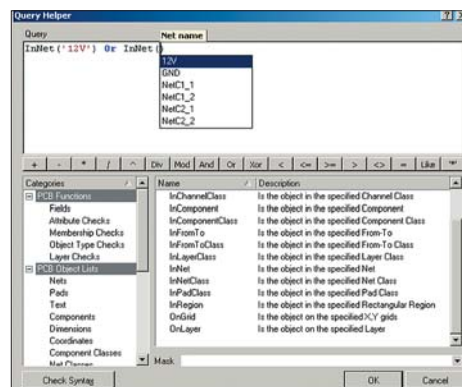 Query Helper
Query
Net name
InNet('12V') Or InNet()
12V
GND
NetC1_1
NetC1_2
NetC2_1
NetC2_2
+ - * / ^ Div Mod And Or Xor < <= >= > <> = Like '*'
Categories
PCB Functions
Fields
Attribute Checks
Membership Checks
Object Type Checks
Layer Checks
PCB Object Lists
Nets
Pads
Text
Components
Dimensions
Coordinates
Component Classes
Net Classes
Name Description
InChannelClass Is the object in the specified Channel Class
InComponent Is the object in the specified Component
InComponentClass Is the object in the specified Component Class
InFromTo Is the object in the specified From-To
InFromToClass Is the object in the specified From-To Class
InLayerClass Is the object in the specified Layer Class
InNet Is the object in the specified Net
InNetClass Is the object in the specified Net Class
InPadClass Is the object in the specified Pad Class
InRegion Is the object in the specified Rectangular Region
OnGrid Is the object on the specified X,Y grids
OnLayer Is the object on the specified Layer
Mask
Check Syntax
OK
Cancel